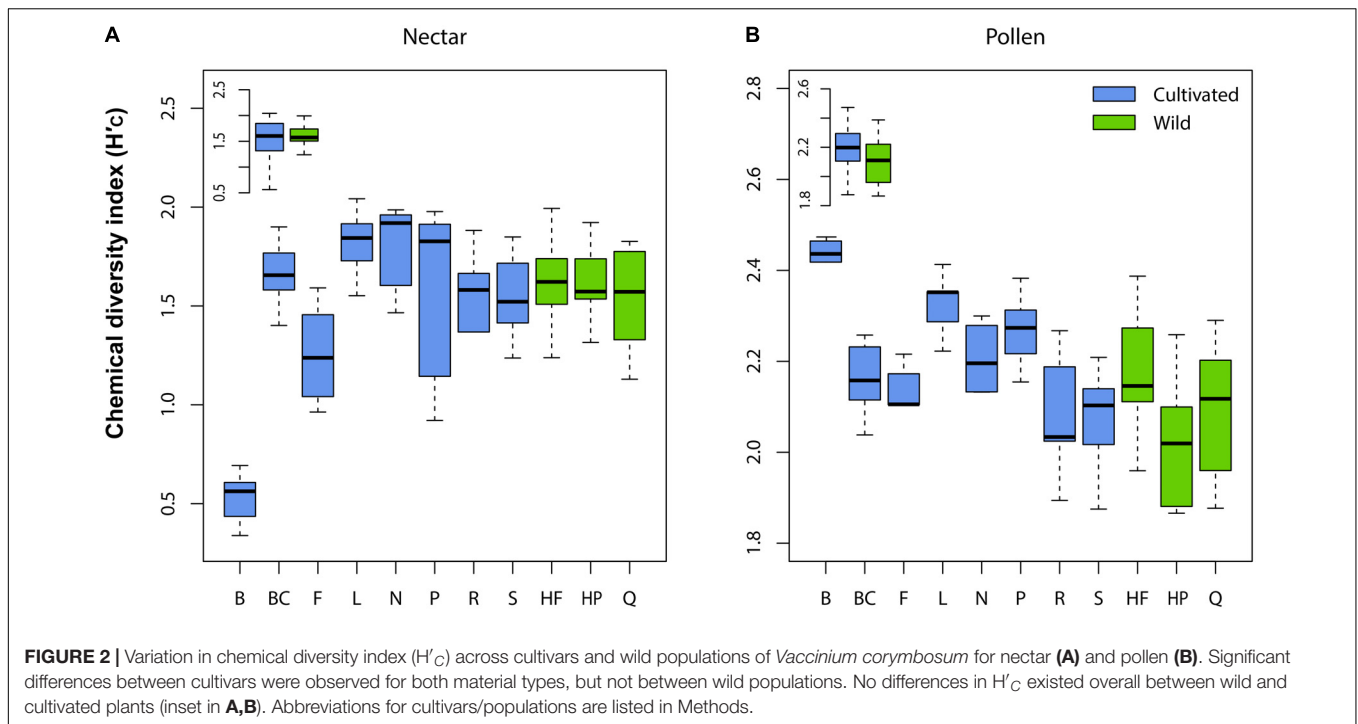 A
Nectar
Chemical diversity index (H'c)
2.5
2.0
1.5
1.0
0.5
2.5
1.5
0.5
B BC F L N P R S HF HP Q
B
Pollen
2.8
2.6
2.4
2.2
2.0
1.8
2.6
2.2
1.8
Cultivated
Wild
B BC F L N P R S HF HP Q
FIGURE 2 | Variation in chemical diversity index (H′C) across cultivars and wild populations of Vaccinium corymbosum for nectar (A) and pollen (B). Significant
differences between cultivars were observed for both material types, but not between wild populations. No differences in H′C existed overall between wild and
cultivated plants (inset in A,B). Abbreviations for cultivars/populations are listed in Methods.